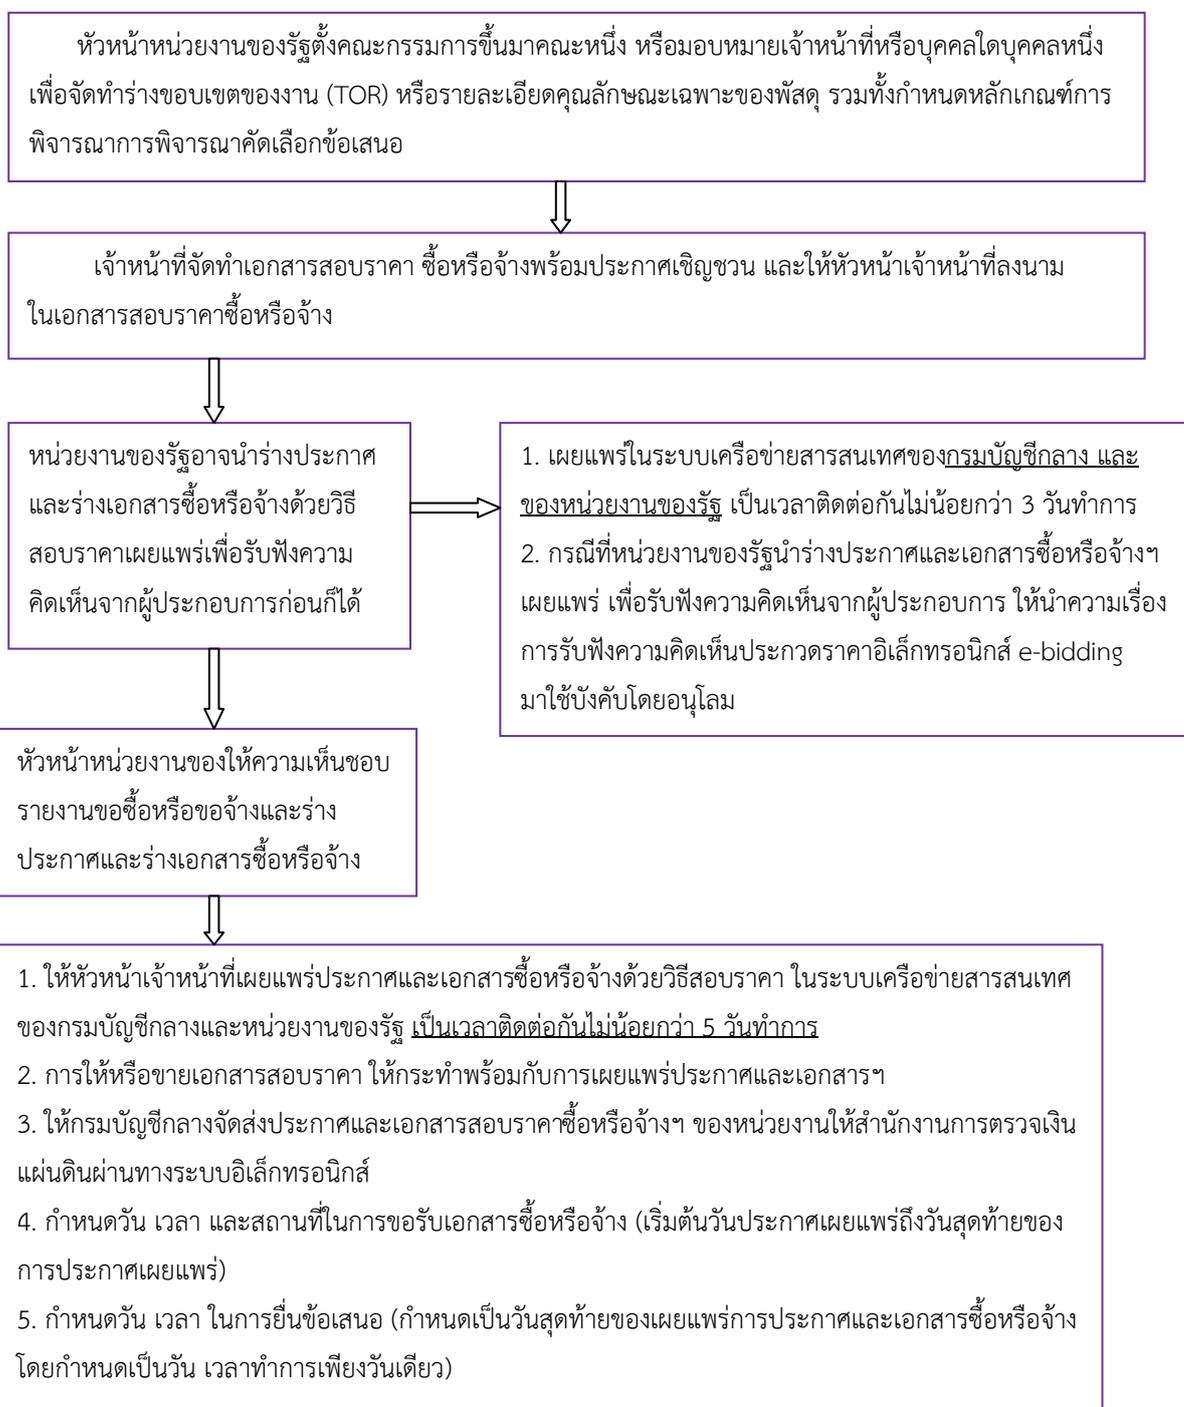 หัวหน้าหน่วยงานของรัฐตั้งคณะกรรมการขึ้นมาคณะหนึ่ง หรือมอบหมายเจ้าหน้าที่หรือบุคคลใดบุคคลหนึ่ง
เพื่อจัดทำร่างขอบเขตของงาน (TOR) หรือรายละเอียดคุณลักษณะเฉพาะของพัสดุ รวมทั้งกำหนดหลักเกณฑ์การ
พิจารณาการพิจารณาคัดเลือกข้อเสนอ
เจ้าหน้าที่จัดทำเอกสารสอบราคา ซื้อหรือจ้างพร้อมประกาศเชิญชวน และให้หัวหน้าเจ้าหน้าที่ลงนาม
ในเอกสารสอบราคาซื้อหรือจ้าง
หน่วยงานของรัฐอาจนำร่างประกาศ
และร่างเอกสารซื้อหรือจ้างด้วยวิธี
สอบราคาเผยแพร่เพื่อรับฟังความ
คิดเห็นจากผู้ประกอบการก่อนก็ได้
1. เผยแพร่ในระบบเครือข่ายสารสนเทศของกรมบัญชีกลาง และ
ของหน่วยงานของรัฐ เป็นเวลาติดต่อกันไม่น้อยกว่า 3 วันทำการ
2. กรณีที่หน่วยงานของรัฐนำร่างประกาศและเอกสารซื้อหรือจ้างฯ
เผยแพร่ เพื่อรับฟังความคิดเห็นจากผู้ประกอบการ ให้นำความเรื่อง
การรับฟังความคิดเห็นประกวดราคาอิเล็กทรอนิกส์ e-bidding
มาใช้บังคับโดยอนุโลม
หัวหน้าหน่วยงานของให้ความเห็นชอบ
รายงานขอซื้อหรือขอจ้างและร่าง
ประกาศและร่างเอกสารซื้อหรือจ้าง
1. ให้หัวหน้าเจ้าหน้าที่เผยแพร่ประกาศและเอกสารซื้อหรือจ้างด้วยวิธีสอบราคา ในระบบเครือข่ายสารสนเทศ
ของกรมบัญชีกลางและหน่วยงานของรัฐ เป็นเวลาติดต่อกันไม่น้อยกว่า 5 วันทำการ
2. การให้หรือขายเอกสารสอบราคา ให้กระทำพร้อมกับการเผยแพร่ประกาศและเอกสารฯ
3. ให้กรมบัญชีกลางจัดส่งประกาศและเอกสารสอบราคาซื้อหรือจ้างฯ ของหน่วยงานให้สำนักงานการตรวจเงิน
แผ่นดินผ่านทางระบบอิเล็กทรอนิกส์
4. กำหนดวัน เวลา และสถานที่ในการขอรับเอกสารซื้อหรือจ้าง (เริ่มต้นวันประกาศเผยแพร่ถึงวันสุดท้ายของ
การประกาศเผยแพร่)
5. กำหนดวัน เวลา ในการยื่นข้อเสนอ (กำหนดเป็นวันสุดท้ายของเผยแพร่การประกาศและเอกสารซื้อหรือจ้าง
โดยกำหนดเป็นวัน เวลาทำการเพียงวันเดียว)